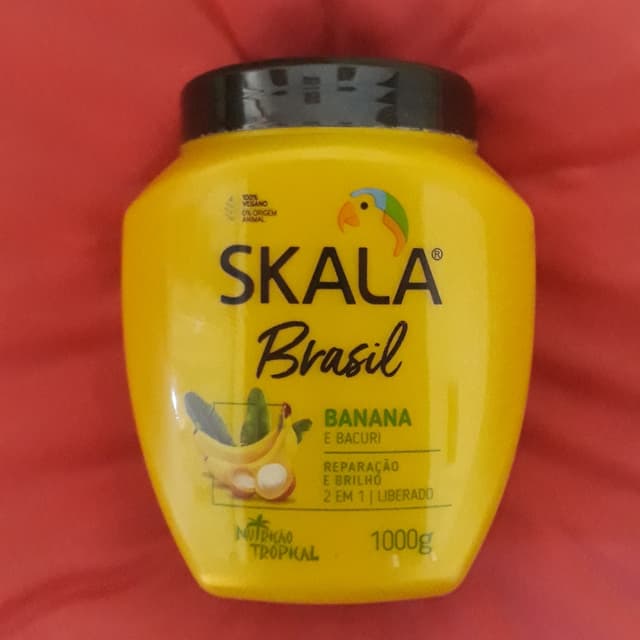 100%
VEGANO
0% ORIGEM
ANIMAL
SKALA®
Brasil
BANANA
E BACURI
REPARAÇÃO
E BRILHO
2 EM 1 | LIBERADO
NUTRIÇÃO
TROPICAL
1000g